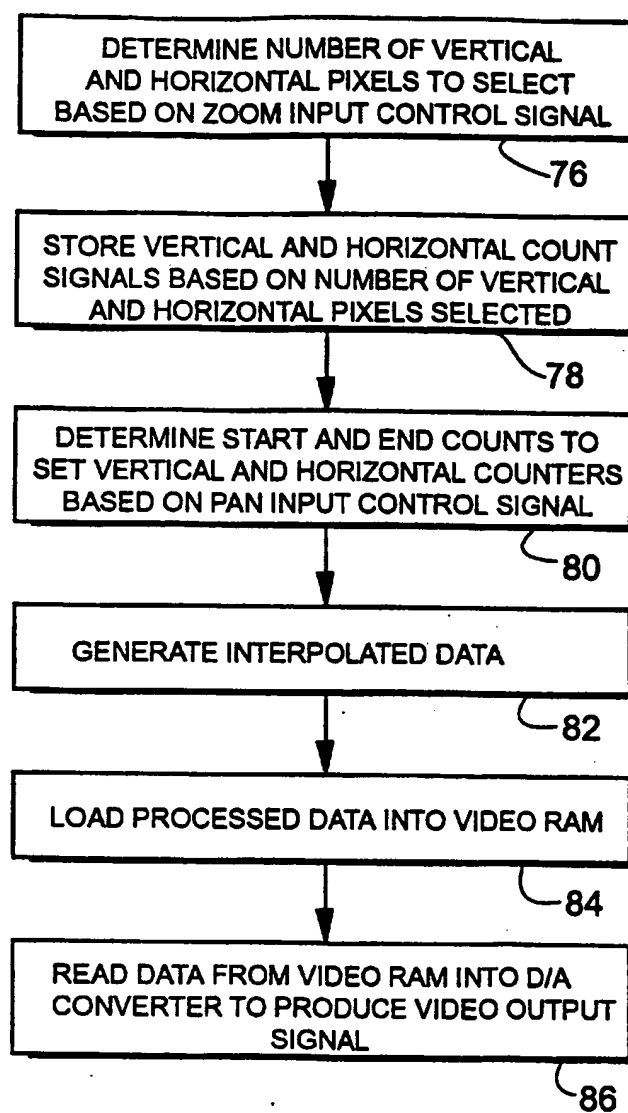 DETERMINE NUMBER OF VERTICAL
AND HORIZONTAL PIXELS TO SELECT
BASED ON ZOOM INPUT CONTROL SIGNAL
76
STORE VERTICAL AND HORIZONTAL COUNT
SIGNALS BASED ON NUMBER OF VERTICAL
AND HORIZONTAL PIXELS SELECTED
78
DETERMINE START AND END COUNTS TO
SET VERTICAL AND HORIZONTAL COUNTERS
BASED ON PAN INPUT CONTROL SIGNAL
80
GENERATE INTERPOLATED DATA
82
LOAD PROCESSED DATA INTO VIDEO RAM
84
READ DATA FROM VIDEO RAM INTO D/A
CONVERTER TO PRODUCE VIDEO OUTPUT
SIGNAL
86